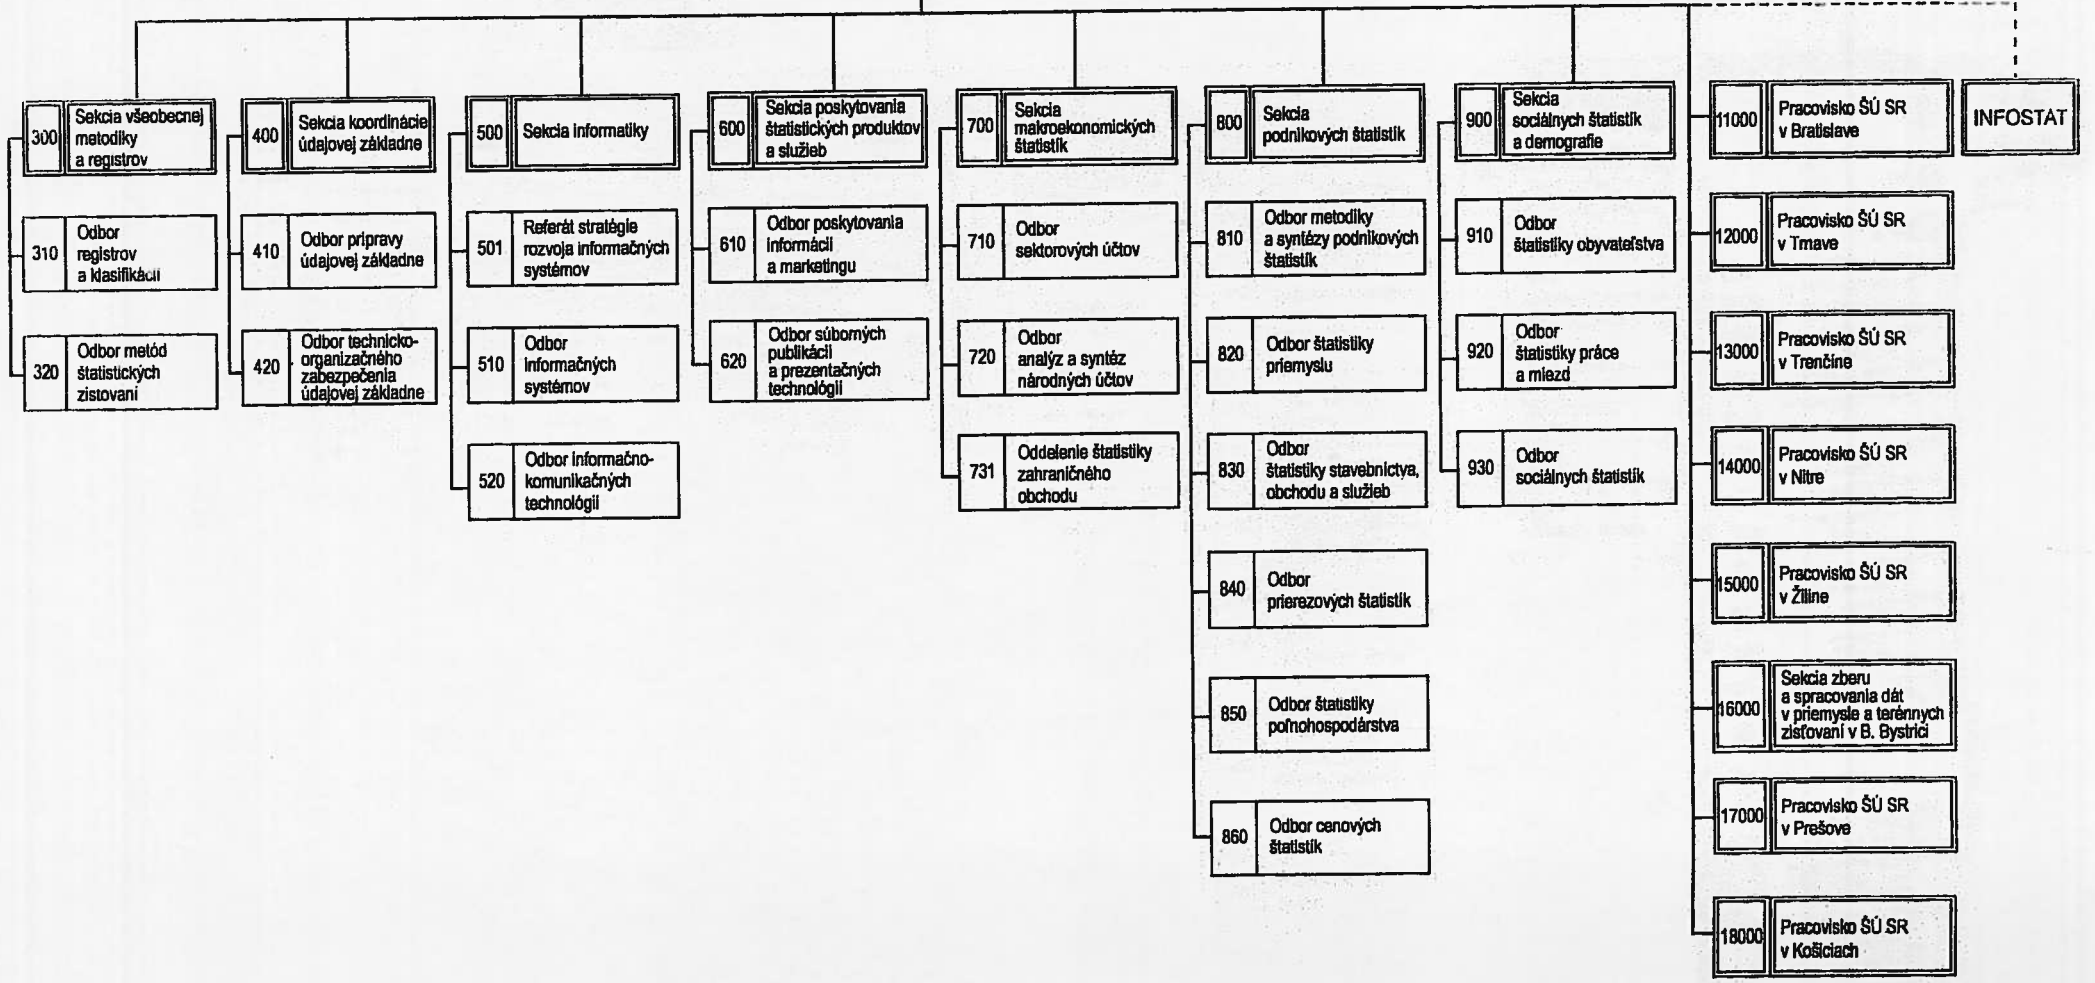 300
Sekcia všeobecnej
metodiky
a registrov
310
Odbor
registrov
a klasifikácií
320
Odbor metód
štatistických
zisťovaní
400
Sekcia koordinácie
údajovej základne
410
Odbor prípravy
údajovej základne
420
Odbor technicko-
organizačného
zabezpečenia
údajovej základne
500
Sekcia informatiky
501
Referát stratégie
rozvoja informačných
systémov
510
Odbor
informačných
systémov
520
Odbor informačno-
komunikačných
technológií
600
Sekcia poskytovania
štatistických produktov
a služieb
610
Odbor poskytovania
informácií
a marketingu
620
Odbor súborných
publikácií
a prezentačných
technológií
700
Sekcia
makroekonomických
štatistík
710
Odbor
sektorových účtov
720
Odbor
analýz a syntéz
národných účtov
731
Oddelenie štatistiky
zahraničného
obchodu
800
Sekcia
podnikových štatistík
810
Odbor metodiky
a syntézy podnikových
štatistík
820
Odbor štatistiky
priemyslu
830
Odbor
štatistiky stavebníctva,
obchodu a služieb
840
Odbor
prierezových štatistík
850
Odbor štatistiky
poľnohospodárstva
860
Odbor cenových
štatistík
900
Sekcia
sociálnych štatistík
a demografie
910
Odbor
štatistiky obyvateľstva
920
Odbor
štatistiky práce
a miezd
930
Odbor
sociálnych štatistík
11000
Pracovisko ŠÚ SR
v Bratislave
12000
Pracovisko ŠÚ SR
v Trnave
13000
Pracovisko ŠÚ SR
v Trenčíne
14000
Pracovisko ŠÚ SR
v Nitre
15000
Pracovisko ŠÚ SR
v Žiline
16000
Sekcia zberu
a spracovania dát
v priemysle a terénnych
zisťovaní v B. Bystrici
17000
Pracovisko ŠÚ SR
v Prešove
18000
Pracovisko ŠÚ SR
v Košiciach
INFOSTAT